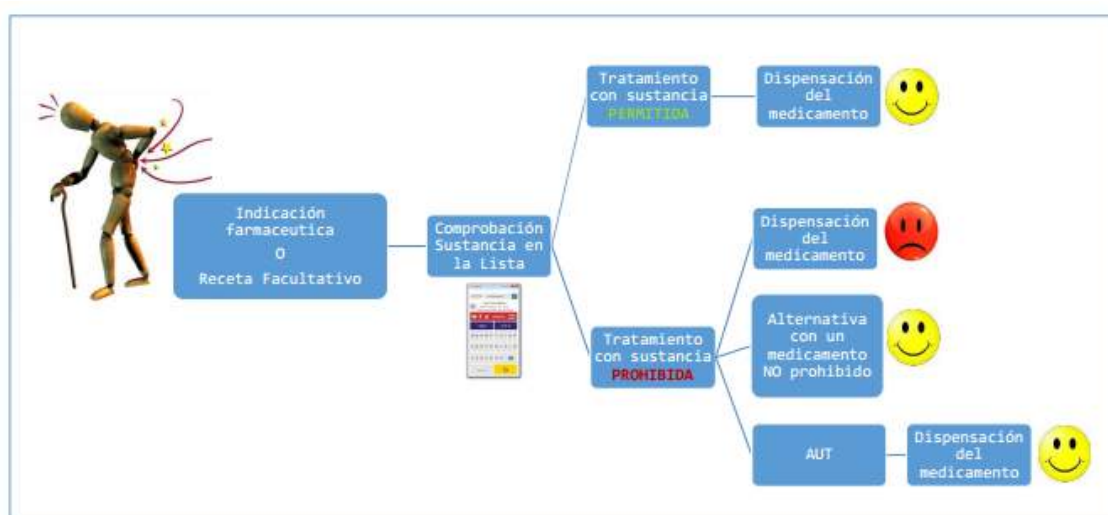 Tratamiento
con sustancia
PERMITIDA
Dispensación
del
medicamento
Indicación
farmaceutica
O
Receta Facultativo
Comprobación
Sustancia en
la Lista
Dispensación
del
medicamento
Tratamiento
con sustancia
PROHIBIDA
Alternativa
con un
medicamento
NO prohibido
AUT
Dispensación
del
medicamento